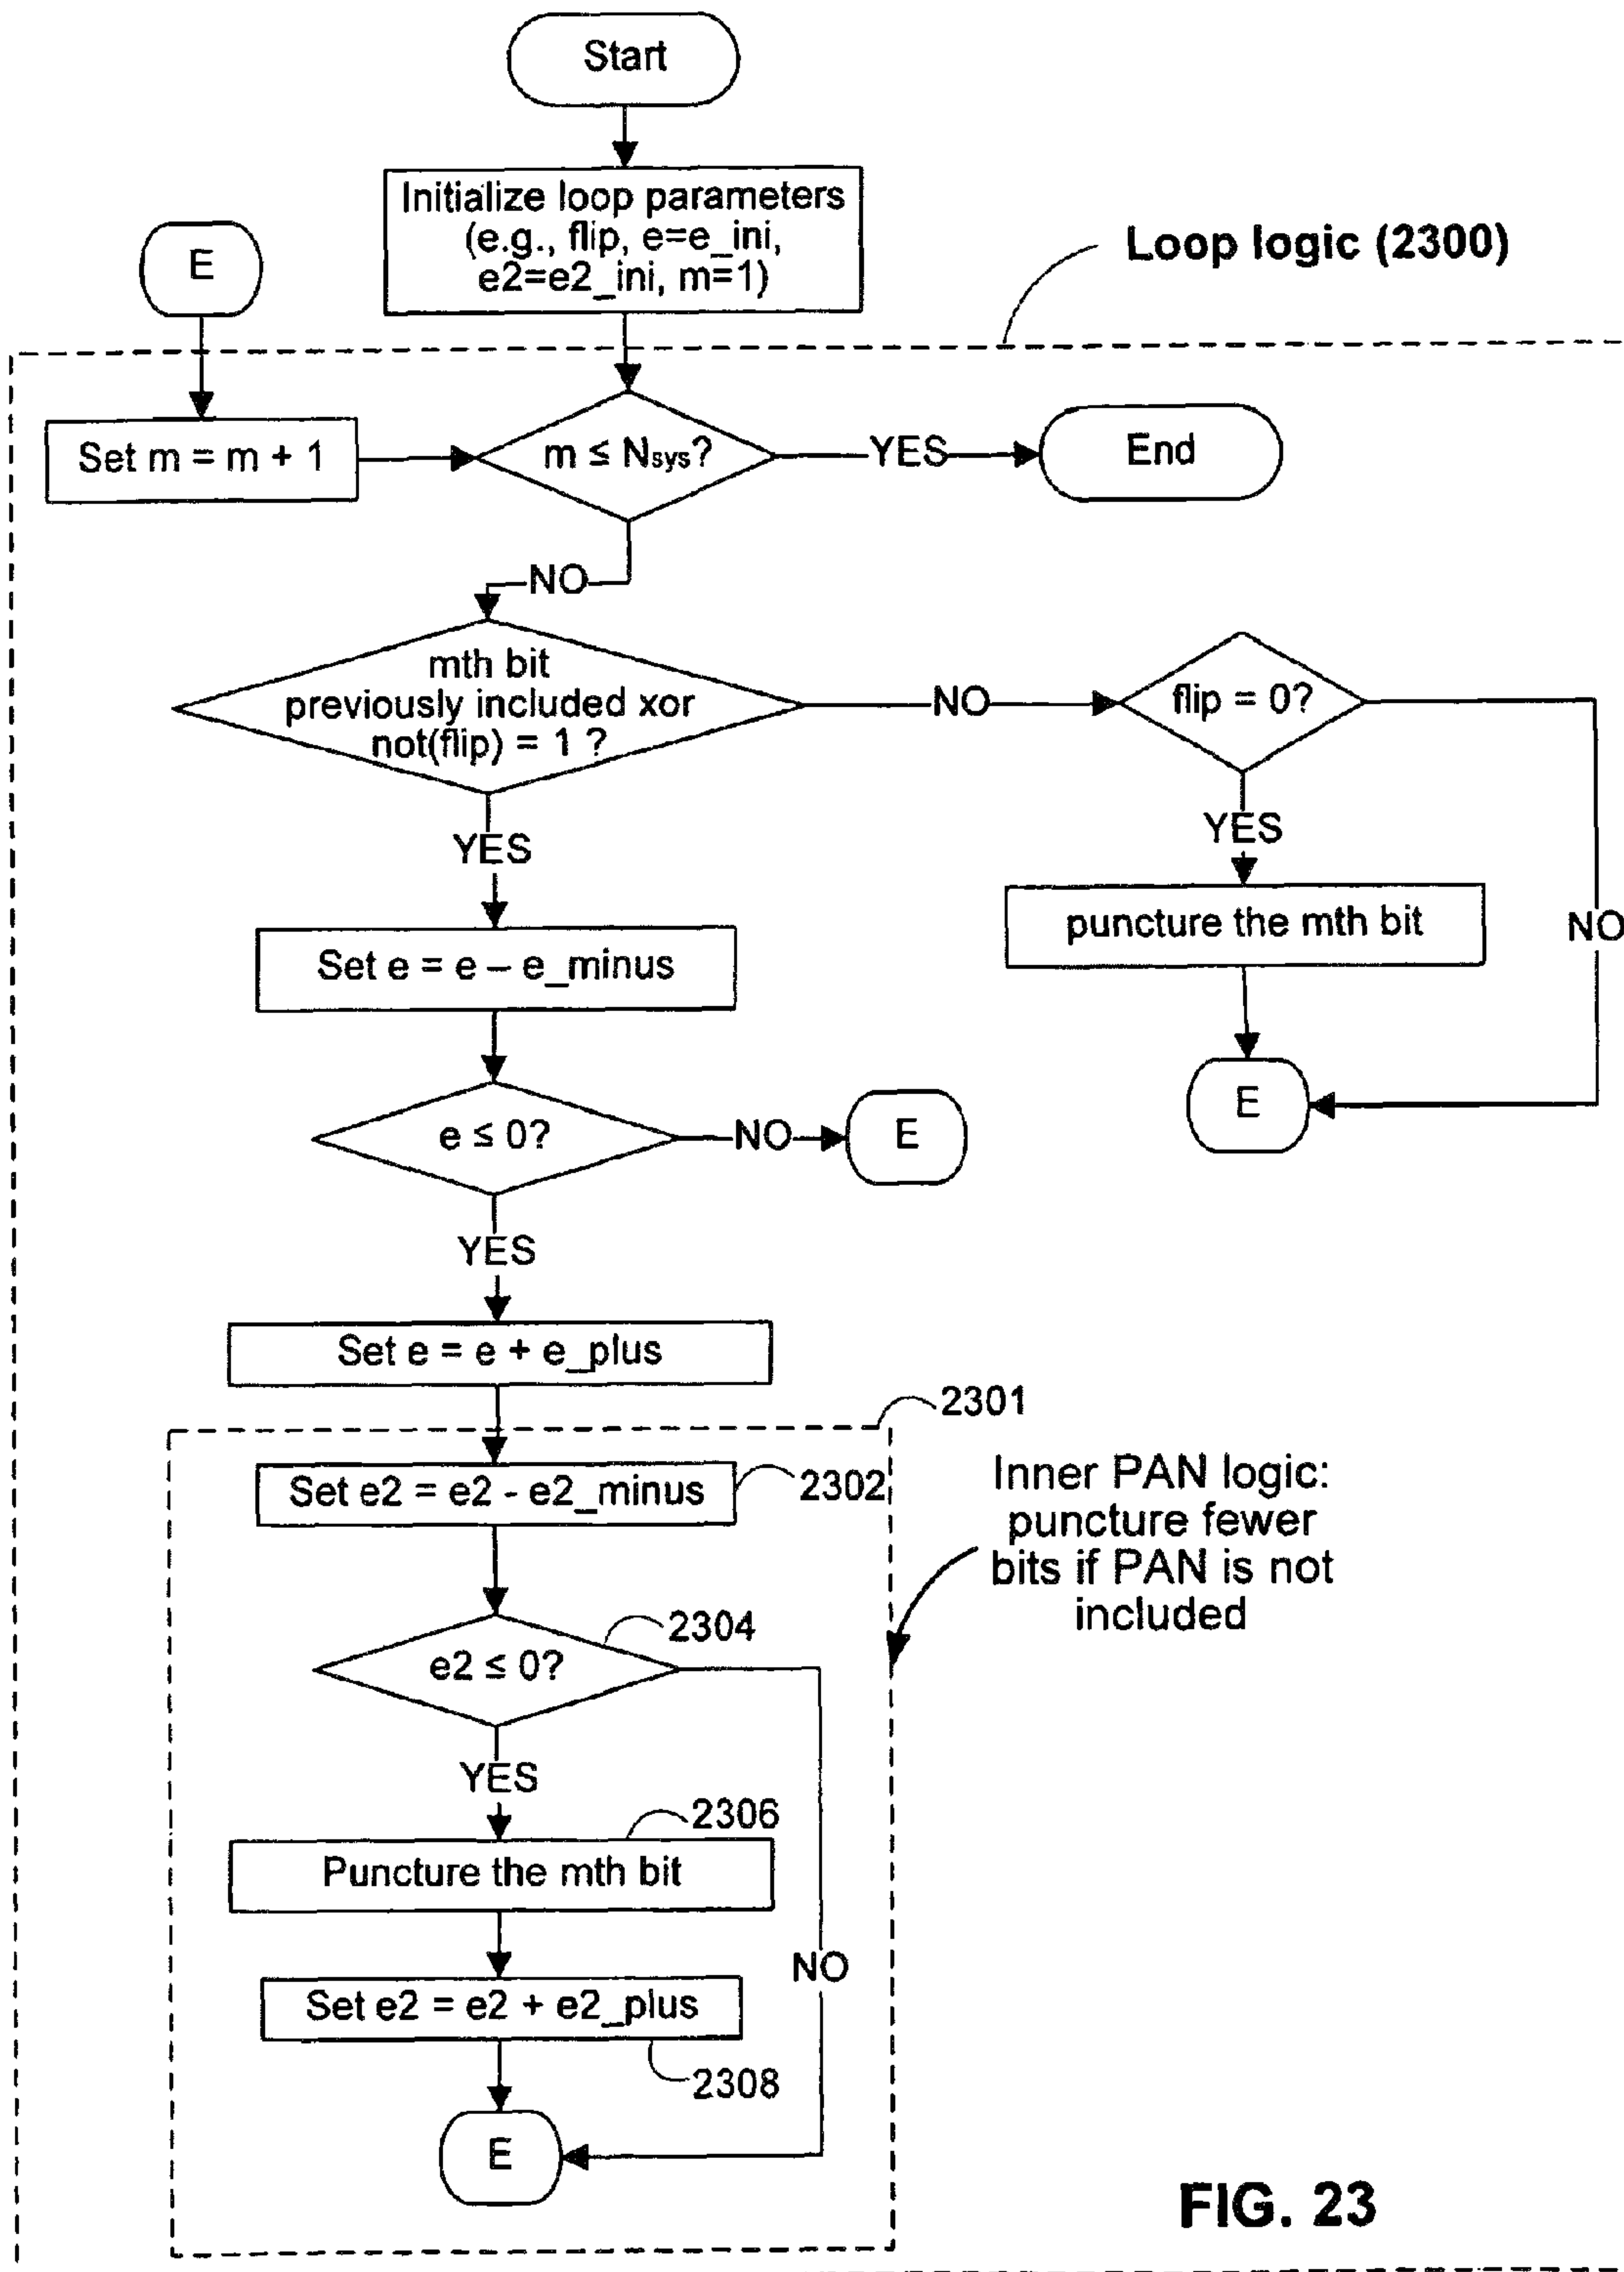 Start
Initialize loop parameters
(e.g., flip, e=e_ini,
e2=e2_ini, m=1)
E
Loop logic (2300)
Set m = m + 1
m ≤ Nsys?
YES
End
NO
mth bit
previously included xor
not(flip) = 1 ?
NO
flip = 0?
YES
YES
puncture the mth bit
NO
Set e = e – e_minus
E
e ≤ 0?
NO
E
YES
Set e = e + e_plus
2301
Set e2 = e2 - e2_minus
2302
Inner PAN logic:
puncture fewer
bits if PAN is not
included
2304
e2 ≤ 0?
YES
2306
Puncture the mth bit
NO
Set e2 = e2 + e2_plus
2308
E
FIG. 23